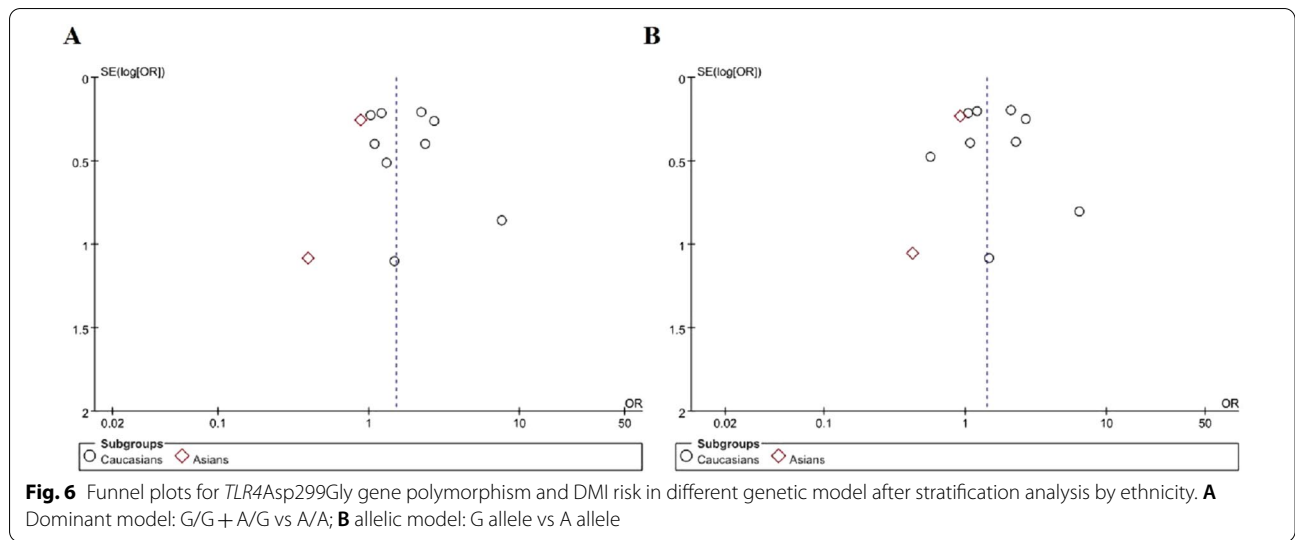 A
SE(log[OR])
0
0.5
1
1.5
2
0.02 0.1 1 10 50
OR
Subgroups
Caucasians Asians
B
SE(log[OR])
0
0.5
1
1.5
2
0.02 0.1 1 10 50
OR
Subgroups
Caucasians Asians
Fig. 6 Funnel plots for TLR4Asp299Gly gene polymorphism and DMI risk in different genetic model after stratification analysis by ethnicity. A
Dominant model: G/G + A/G vs A/A; B allelic model: G allele vs A allele